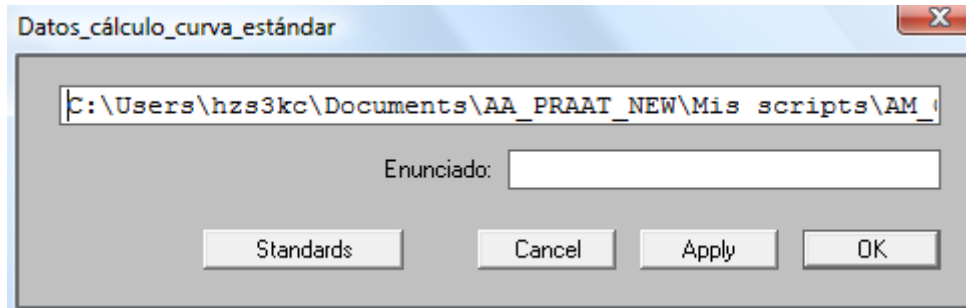 Datos_cálculo_curva_estándar
C:\Users\hzs3kc\Documents\AA_PRAAT_NEW\Mis scripts\AM_
Enunciado:
Standards Cancel Apply OK